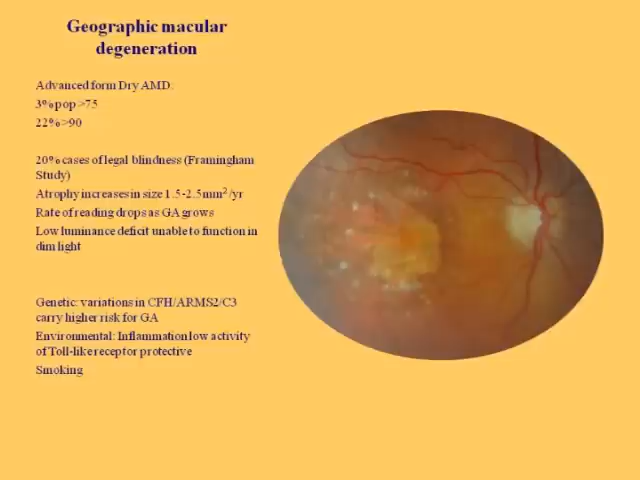 Geographic macular
degeneration
Advanced form Dry AMD:
3% pop >75
22% >90
20% cases of legal blindness (Framingham
Study)
Atrophy increases in size 1.5-2.5mm²/yr
Rate of reading drops as GA grows
Low luminance deficit unable to function in
dim light
Genetic: variations in CFH/ARMS2/C3
carry higher risk for GA
Environmental: Inflammation low activity
of Toll-like receptor protective
Smoking